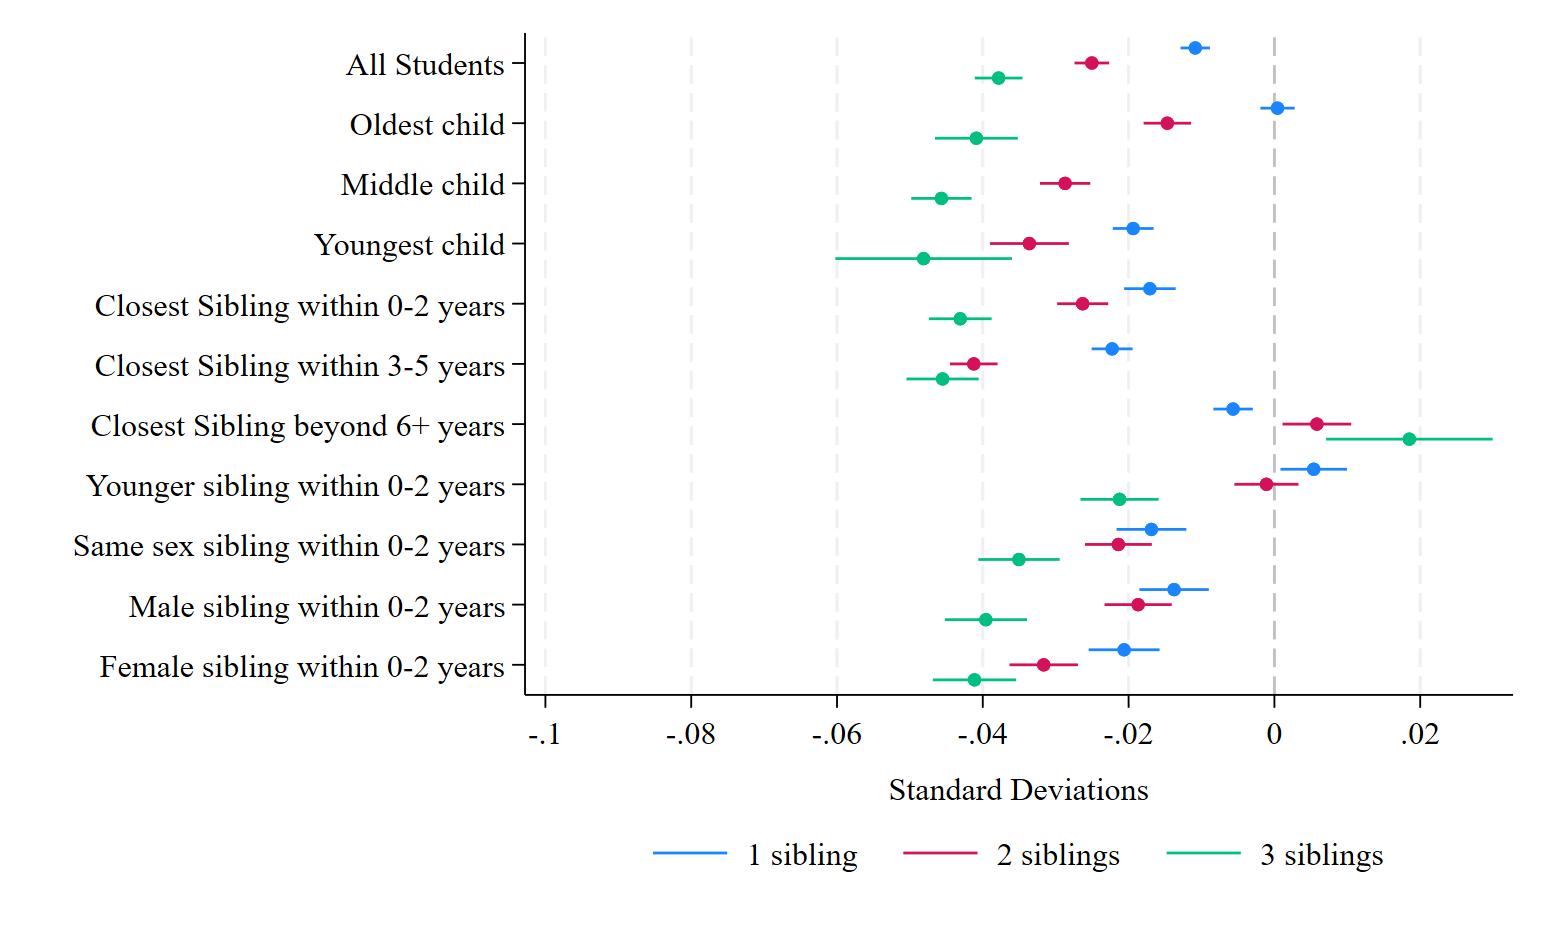 All Students
Oldest child
Middle child
Youngest child
Closest Sibling within 0-2 years
Closest Sibling within 3-5 years
Closest Sibling beyond 6+ years
Younger sibling within 0-2 years
Same sex sibling within 0-2 years
Male sibling within 0-2 years
Female sibling within 0-2 years
-.1 -.08 -.06 -.04 -.02 0 .02
Standard Deviations
1 sibling 2 siblings 3 siblings